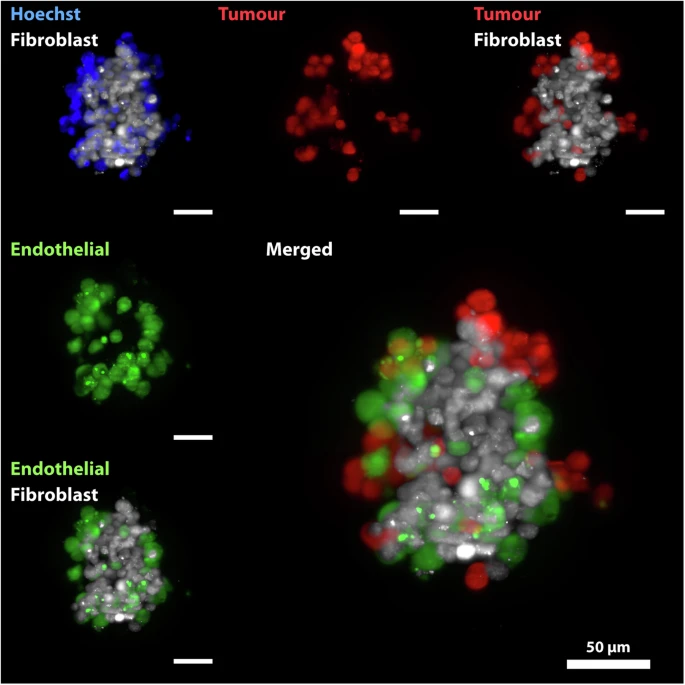 Hoechst
Fibroblast
Tumour
Tumour
Fibroblast
Endothelial
Merged
Endothelial
Fibroblast
50 µm